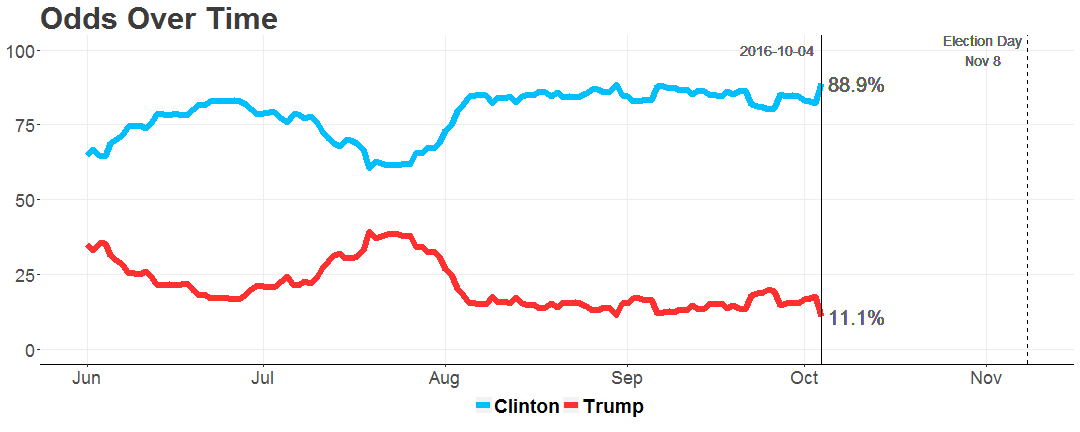 Odds Over Time
100
75
50
25
0
2016-10-04
Election Day
Nov 8
88.9%
11.1%
Jun Jul Aug Sep Oct Nov
Clinton Trump